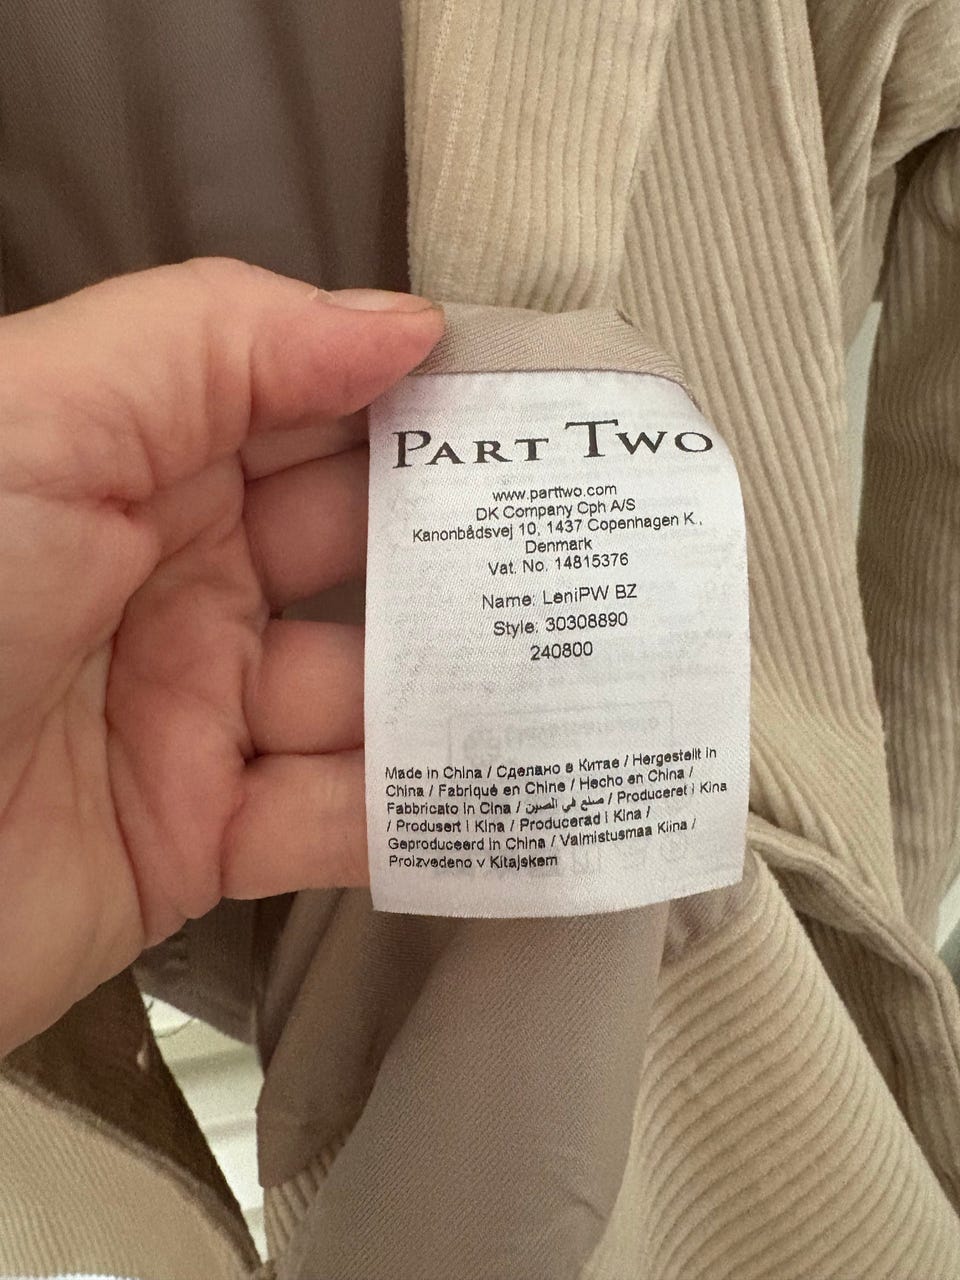 PART TWO
www.parttwo.com
DK Company Cph A/S
Kanonbådsvej 10, 1437 Copenhagen K.,
Denmark
Vat. No. 14815376
Name: LeniPW BZ
Style: 30308890
240800
Made in China / Сделано в Китае / Hergestellt in
China / Fabriqué en Chine / Hecho en China /
Fabbricato in Cina / صنع في الصين / Produceret i Kina
/ Produsert i Kina / Producerad i Kina /
Geproduceerd in China / Valmistusmaa Kiina /
Proizvedeno v Kitajskem